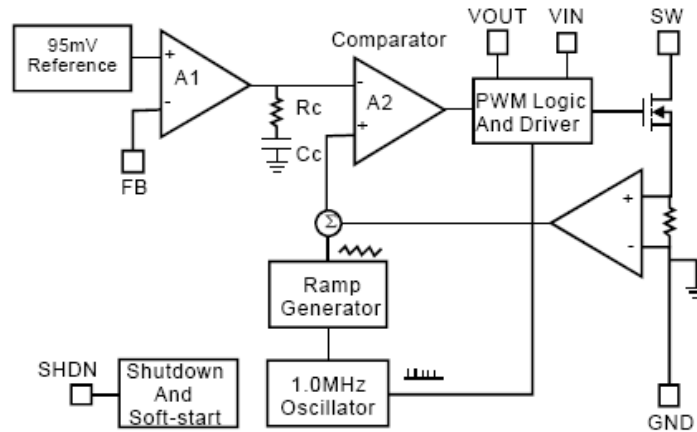 VOUT
VIN
SW
95mV
Reference
+
-
A1
Comparator
-
A2
+
PWM Logic
And Driver
Rc
Cc
FB
Σ
+
-
Ramp
Generator
SHDN
Shutdown
And
Soft-start
1.0MHz
Oscillator
GND